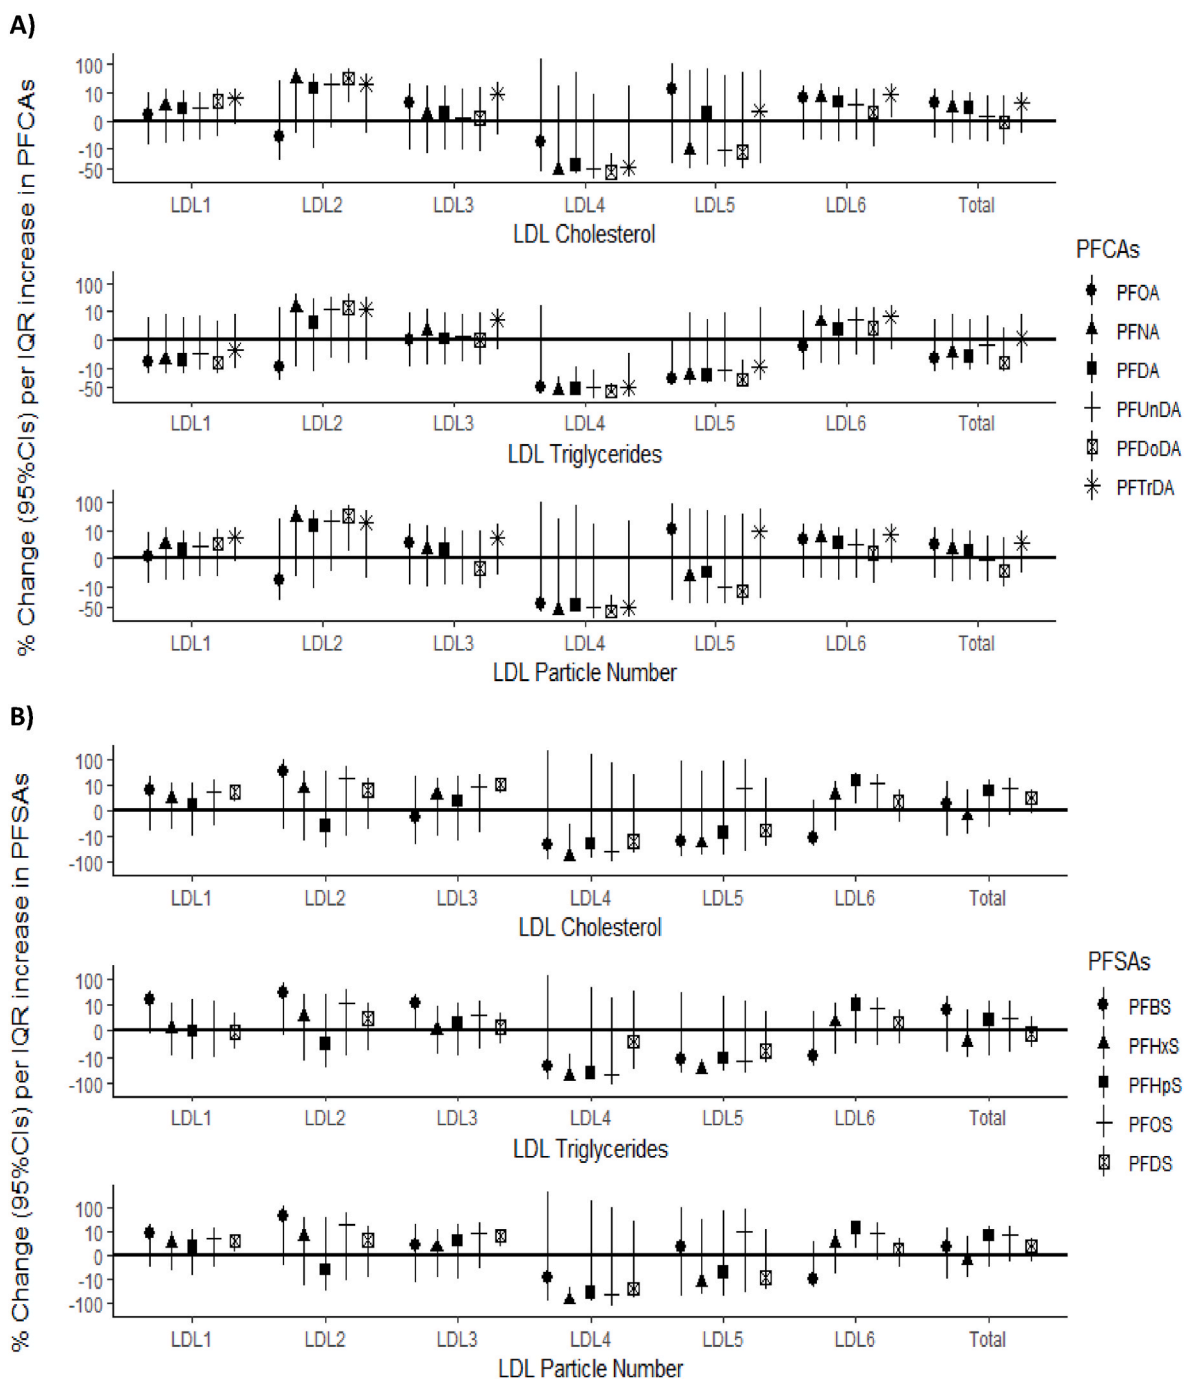 A)
% Change (95%CIs) per IQR increase in PFCAs
100
10
0
-10
-50
LDL1 LDL2 LDL3 LDL4 LDL5 LDL6 Total
LDL Cholesterol
100
10
0
-10
-50
LDL1 LDL2 LDL3 LDL4 LDL5 LDL6 Total
LDL Triglycerides
100
10
0
-10
-50
LDL1 LDL2 LDL3 LDL4 LDL5 LDL6 Total
LDL Particle Number
PFCAs
PFOA
PFNA
PFDA
PFUnDA
PFDoDA
PFTrDA
B)
% Change (95%CIs) per IQR increase in PFSAs
100
10
0
-10
-100
LDL1 LDL2 LDL3 LDL4 LDL5 LDL6 Total
LDL Cholesterol
100
10
0
-10
-100
LDL1 LDL2 LDL3 LDL4 LDL5 LDL6 Total
LDL Triglycerides
100
10
0
-10
-100
LDL1 LDL2 LDL3 LDL4 LDL5 LDL6 Total
LDL Particle Number
PFSAs
PFBS
PFHxS
PFHpS
PFOS
PFDS